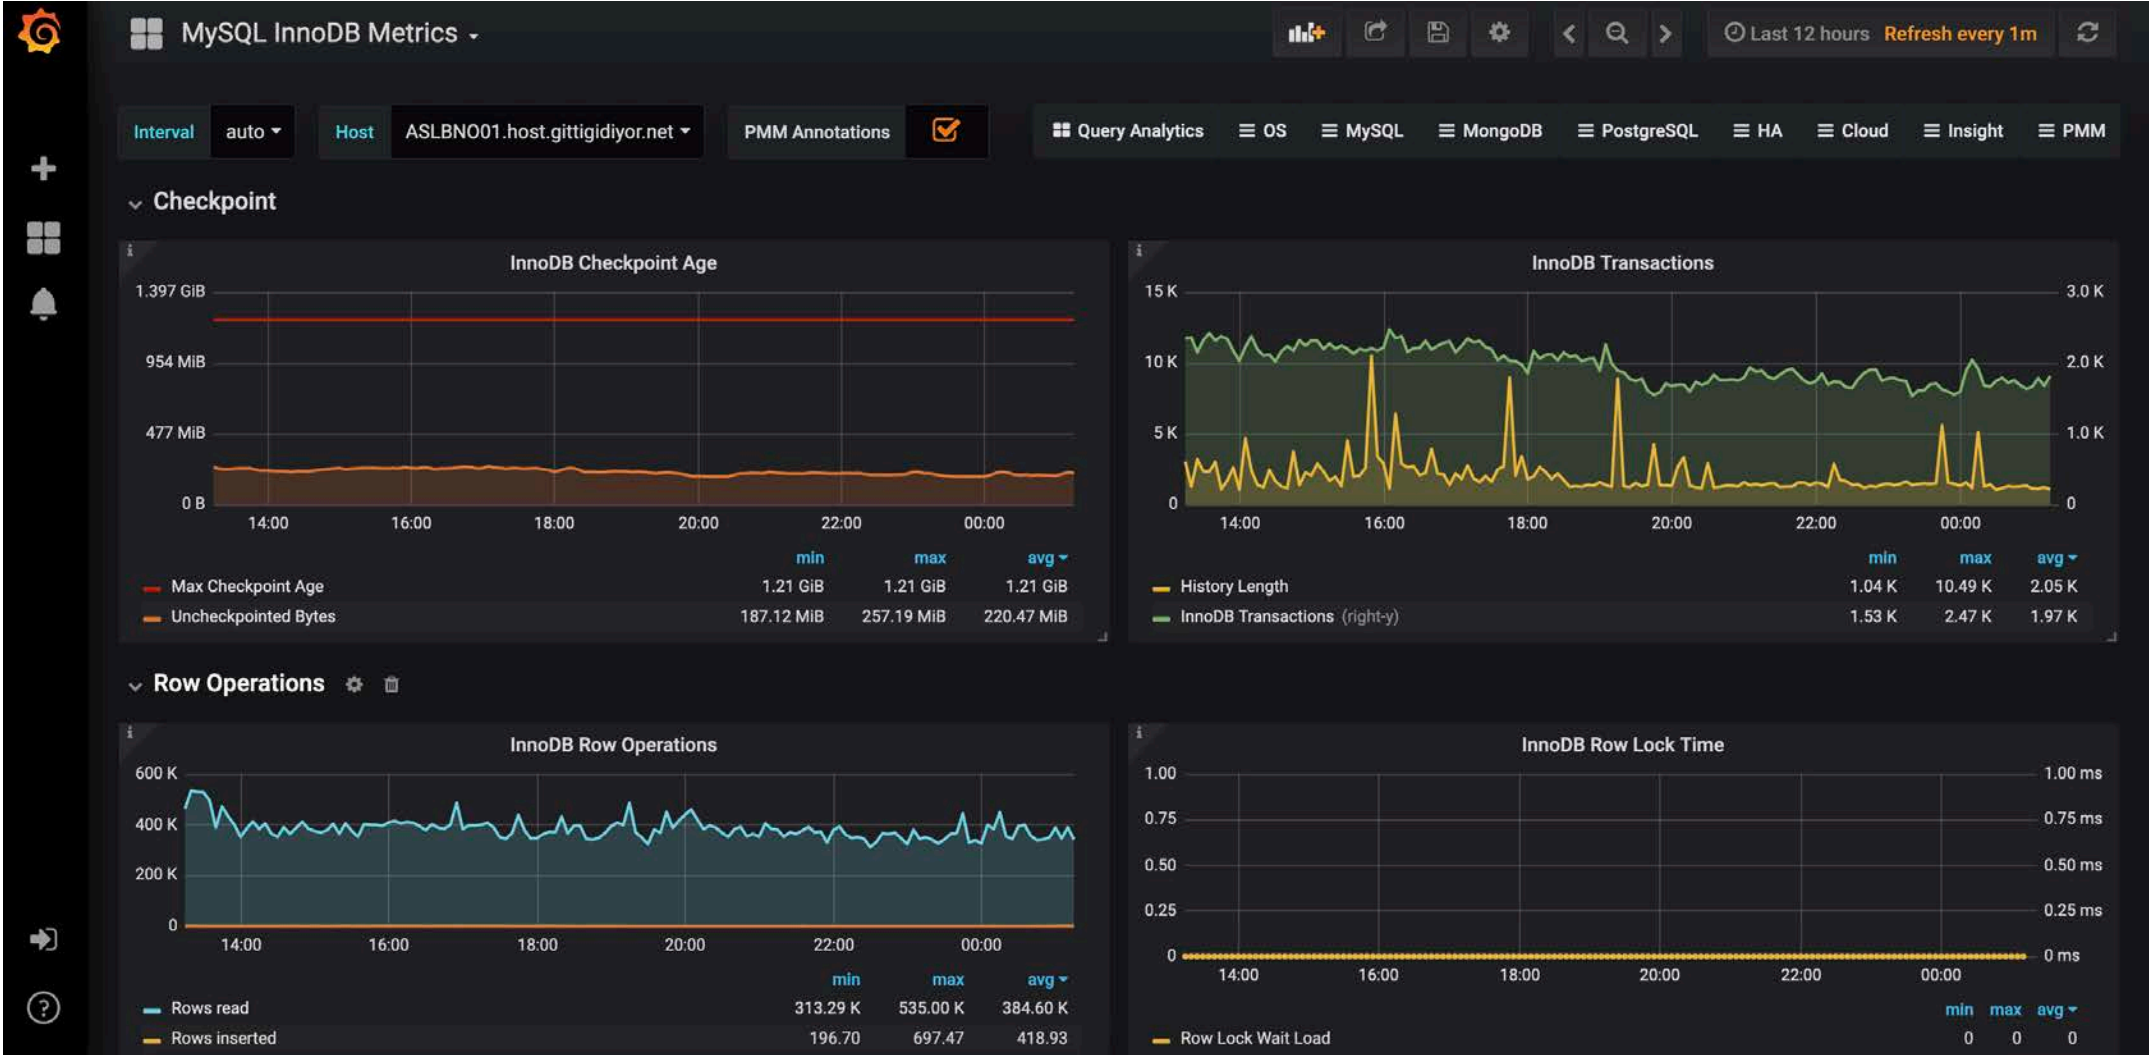 MySQL InnoDB Metrics
Last 12 hours Refresh every 1m
Interval auto Host ASLBNO01.host.gittigidiyor.net PMM Annotations Query Analytics OS MySQL MongoDB PostgreSQL HA Cloud Insight PMM
Checkpoint
InnoDB Checkpoint Age
1.397 GiB
954 MiB
477 MiB
0 B
14:00 16:00 18:00 20:00 22:00 00:00
min max avg
Max Checkpoint Age 1.21 GiB 1.21 GiB 1.21 GiB
Uncheckpointed Bytes 187.12 MiB 257.19 MiB 220.47 MiB
InnoDB Transactions
15 K 3.0 K
10 K 2.0 K
5 K 1.0 K
0 0
14:00 16:00 18:00 20:00 22:00 00:00
min max avg
History Length 1.04 K 10.49 K 2.05 K
InnoDB Transactions (right-y) 1.53 K 2.47 K 1.97 K
Row Operations
InnoDB Row Operations
600 K
400 K
200 K
0
14:00 16:00 18:00 20:00 22:00 00:00
min max avg
Rows read 313.29 K 535.00 K 384.60 K
Rows inserted 196.70 697.47 418.93
InnoDB Row Lock Time
1.00 1.00 ms
0.75 0.75 ms
0.50 0.50 ms
0.25 0.25 ms
0 0 ms
14:00 16:00 18:00 20:00 22:00 00:00
min max avg
Row Lock Wait Load 0 0 0